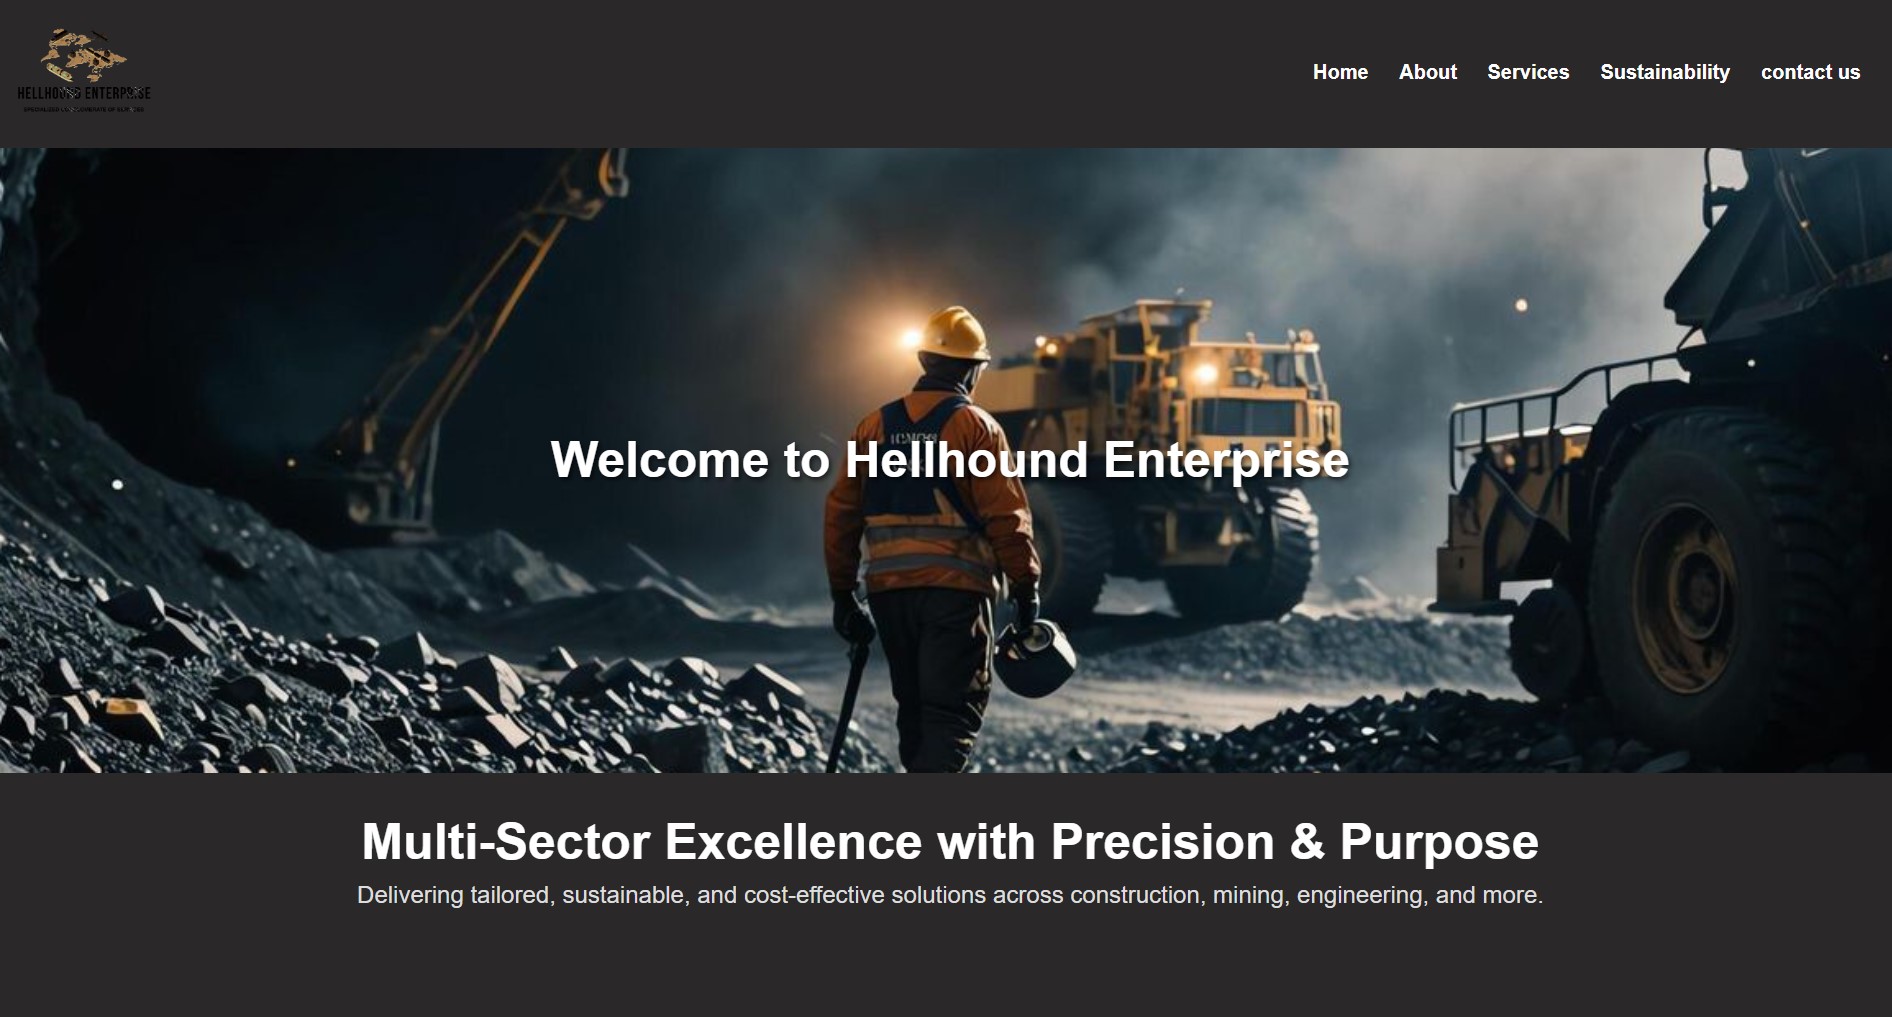 HELLHOUND ENTERPRISE
Home About Services Sustainability contact us
Welcome to Hellhound Enterprise
Multi-Sector Excellence with Precision & Purpose
Delivering tailored, sustainable, and cost-effective solutions across construction, mining, engineering, and more.